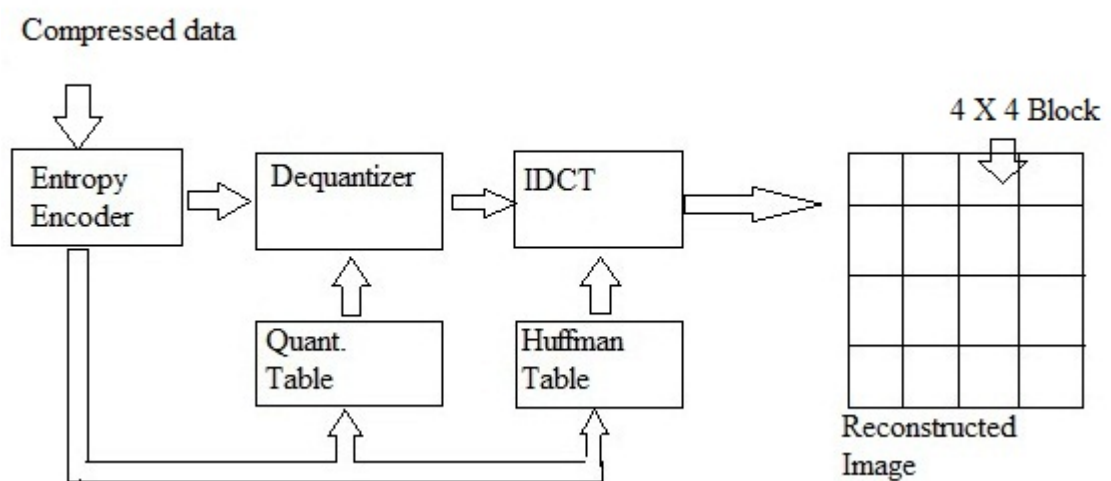 Compressed data
4 X 4 Block
Entropy
Encoder
Dequantizer
IDCT
Quant.
Table
Huffman
Table
Reconstructed
Image